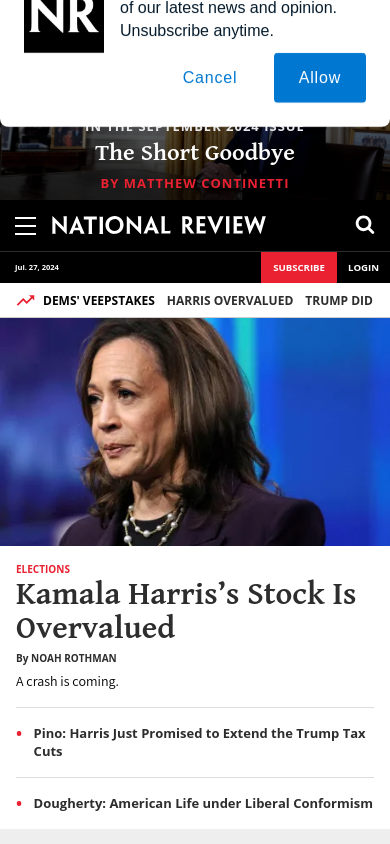 NR
of our latest news and opinion.
Unsubscribe anytime.
Cancel
Allow
IN THE SEPTEMBER 2024 ISSUE
The Short Goodbye
BY MATTHEW CONTINETTI
NATIONAL REVIEW
Jul. 27, 2024
SUBSCRIBE
LOGIN
DEMS' VEEPSTAKES HARRIS OVERVALUED TRUMP DID
ELECTIONS
Kamala Harris’s Stock Is
Overvalued
By NOAH ROTHMAN
A crash is coming.
• Pino: Harris Just Promised to Extend the Trump Tax
Cuts
• Dougherty: American Life under Liberal Conformism